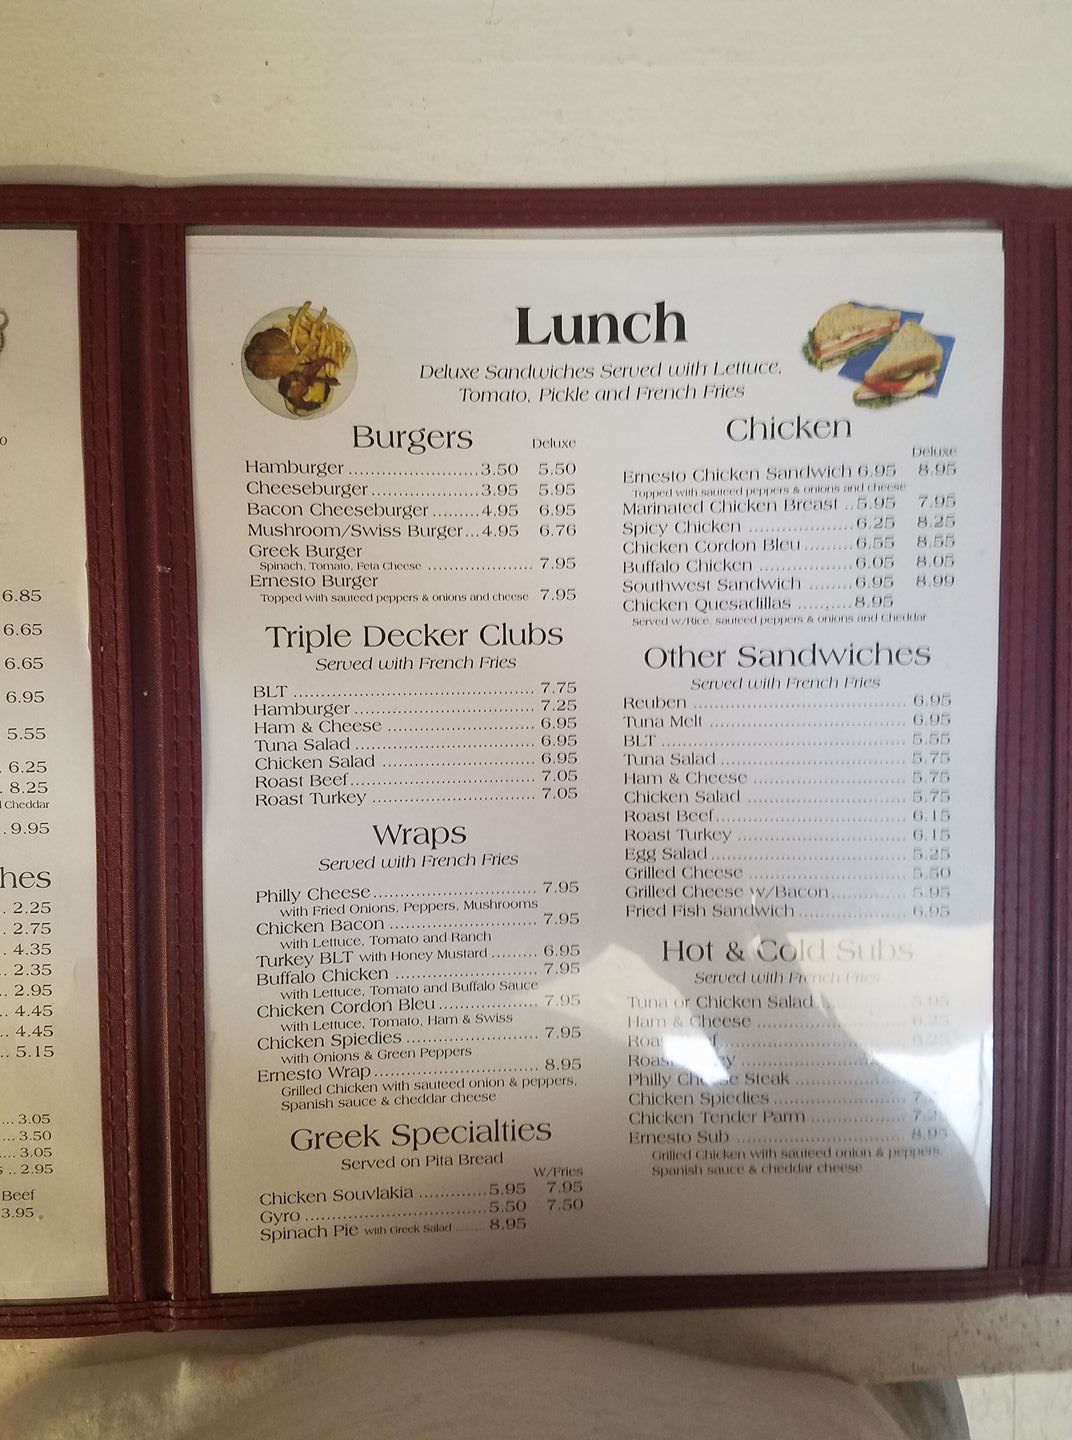 Lunch
Deluxe Sandwiches Served with Lettuce,
Tomato, Pickle and French Fries
Burgers Deluxe
Hamburger ........................3.50 5.50
Cheeseburger....................3.95 5.95
Bacon Cheeseburger .........4.95 6.95
Mushroom/Swiss Burger...4.95 6.76
Greek Burger
Spinach, Tomato, Feta Cheese ..................... 7.95
Ernesto Burger
Topped with sauteed peppers & onions and cheese 7.95
Triple Decker Clubs
Served with French Fries
BLT ............................................. 7.75
Hamburger .................................. 7.25
Ham & Cheese ............................ 6.95
Tuna Salad .................................. 6.95
Chicken Salad ............................. 6.95
Roast Beef................................... 7.05
Roast Turkey ............................... 7.05
Wraps
Served with French Fries
Philly Cheese............................... 7.95
with Fried Onions, Peppers, Mushrooms
Chicken Bacon ............................ 7.95
with Lettuce, Tomato and Ranch
Turkey BLT with Honey Mustard ......... 6.95
Buffalo Chicken ........................... 7.95
with Lettuce, Tomato and Buffalo Sauce
Chicken Cordon Bleu................... 7.95
with Lettuce, Tomato, Ham & Swiss
Chicken Spiedies ......................... 7.95
with Onions & Green Peppers
Ernesto Wrap............................... 8.95
Grilled Chicken with sauteed onion & peppers,
Spanish sauce & cheddar cheese
Greek Specialties
Served on Pita Bread
W/Fries
Chicken Souvlakia .............5.95 7.95
Gyro ...................................5.50 7.50
Spinach Pie with Greek Salad ........ 8.95
Chicken
Deluxe
Ernesto Chicken Sandwich 6.95 8.95
Topped with sauteed peppers & onions and cheese
Marinated Chicken Breast ..5.95 7.95
Spicy Chicken ....................6.25 8.25
Chicken Cordon Bleu.........6.55 8.55
Buffalo Chicken .................6.05 8.05
Southwest Sandwich ........6.95 8.99
Chicken Quesadillas ..........8.95
Served w/Rice, sauteed peppers & onions and Cheddar
Other Sandwiches
Served with French Fries
Reuben ........................................ 6.95
Tuna Melt ..................................... 6.95
BLT .............................................. 5.55
Tuna Salad ................................... 5.75
Ham & Cheese ............................. 5.75
Chicken Salad .............................. 5.75
Roast Beef.................................... 6.15
Roast Turkey ................................ 6.15
Egg Salad..................................... 5.25
Grilled Cheese ............................. 5.50
Grilled Cheese w/Bacon.............. 5.95
Fried Fish Sandwich .................... 6.95
Hot & Cold Subs
Served with French Fries
Tuna or Chicken Salad
Ham & Cheese
Philly Cheese Steak
Chicken Spiedies
Chicken Tender Parm
Ernesto Sub .................................. 8.95
Grilled Chicken with sauteed onion & peppers,
Spanish sauce & cheddar cheese
6.85
6.65
6.65
6.95
5.55
. 6.25
. 8.25
Cheddar
. 9.95
hes
. 2.25
. 2.75
. 4.35
. 2.35
.. 2.95
.. 4.45
.. 4.45
.. 5.15
... 3.05
... 3.50
.... 3.05
s .. 2.95
Beef
3.95